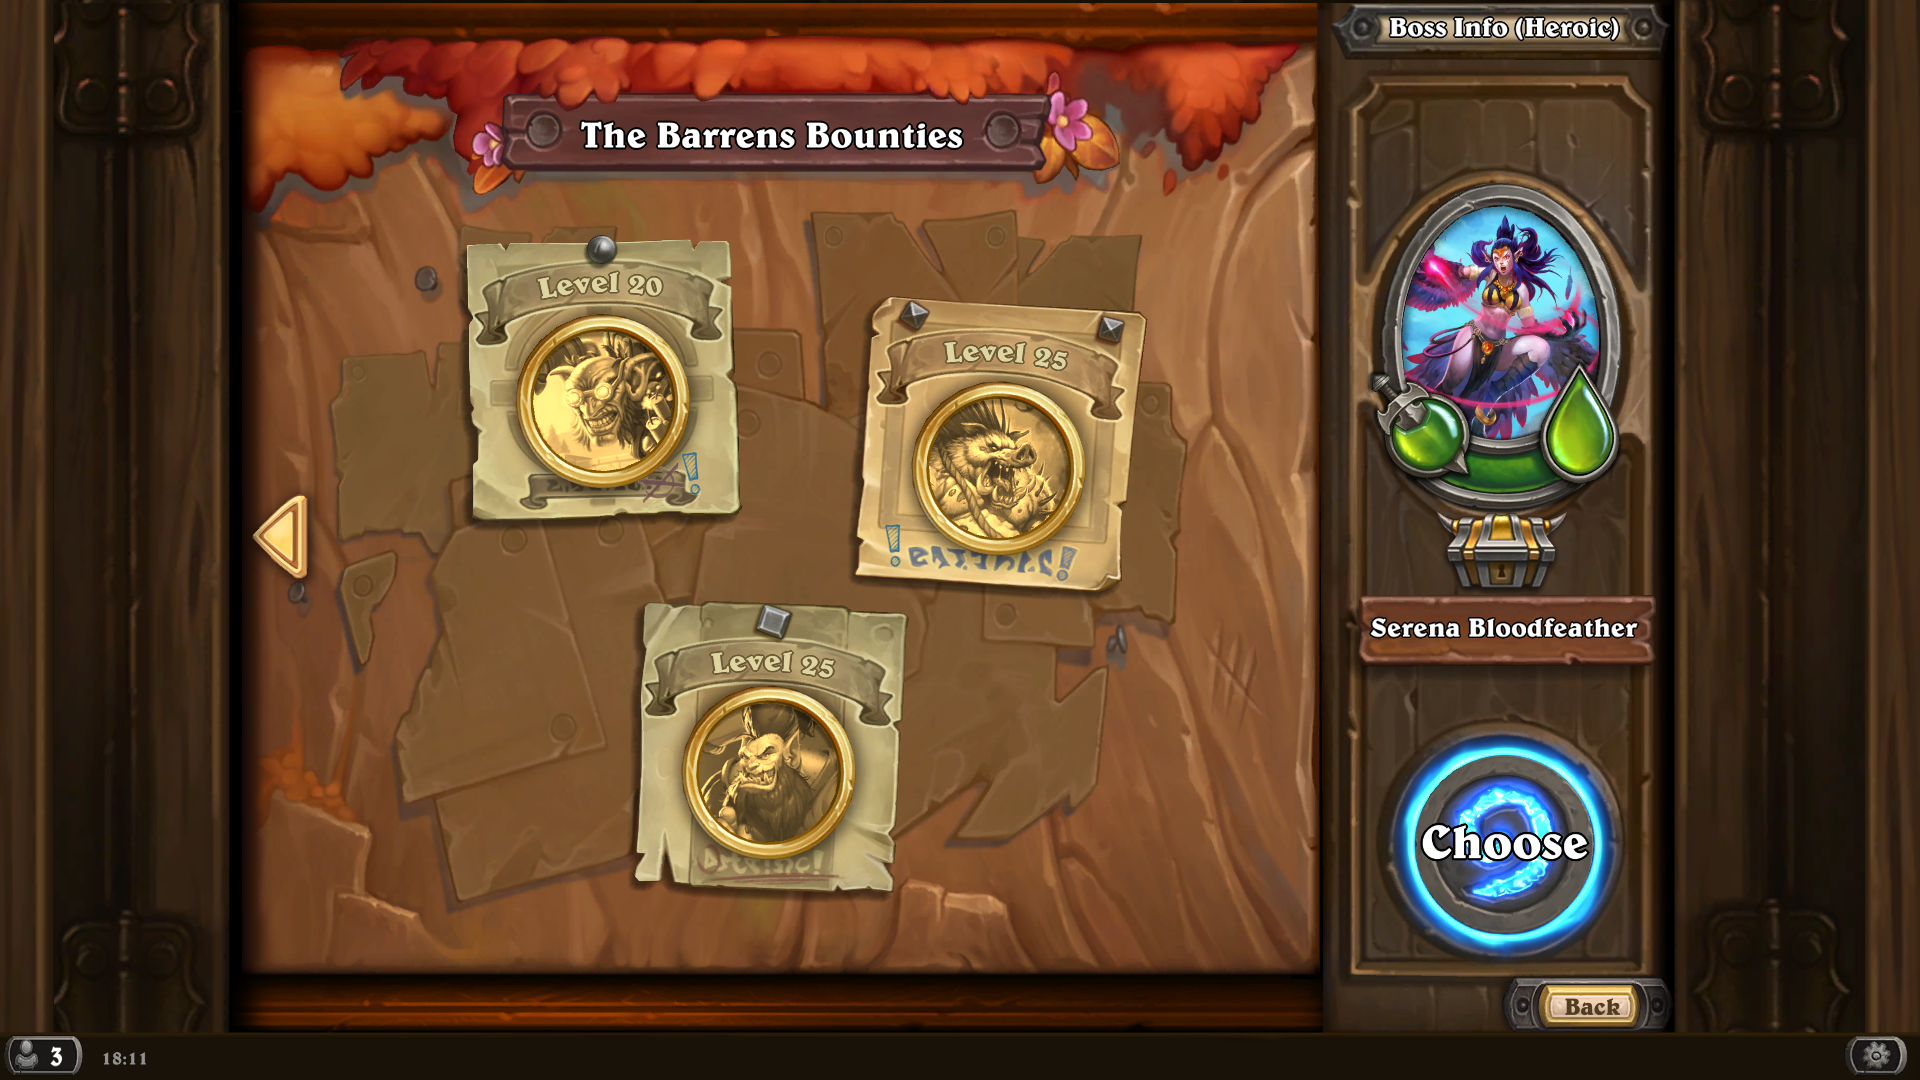 Boss Info (Heroic)
The Barrens Bounties
Level 20
Level 25
Level 25
Serena Bloodfeather
Choose
Back
3
18:11